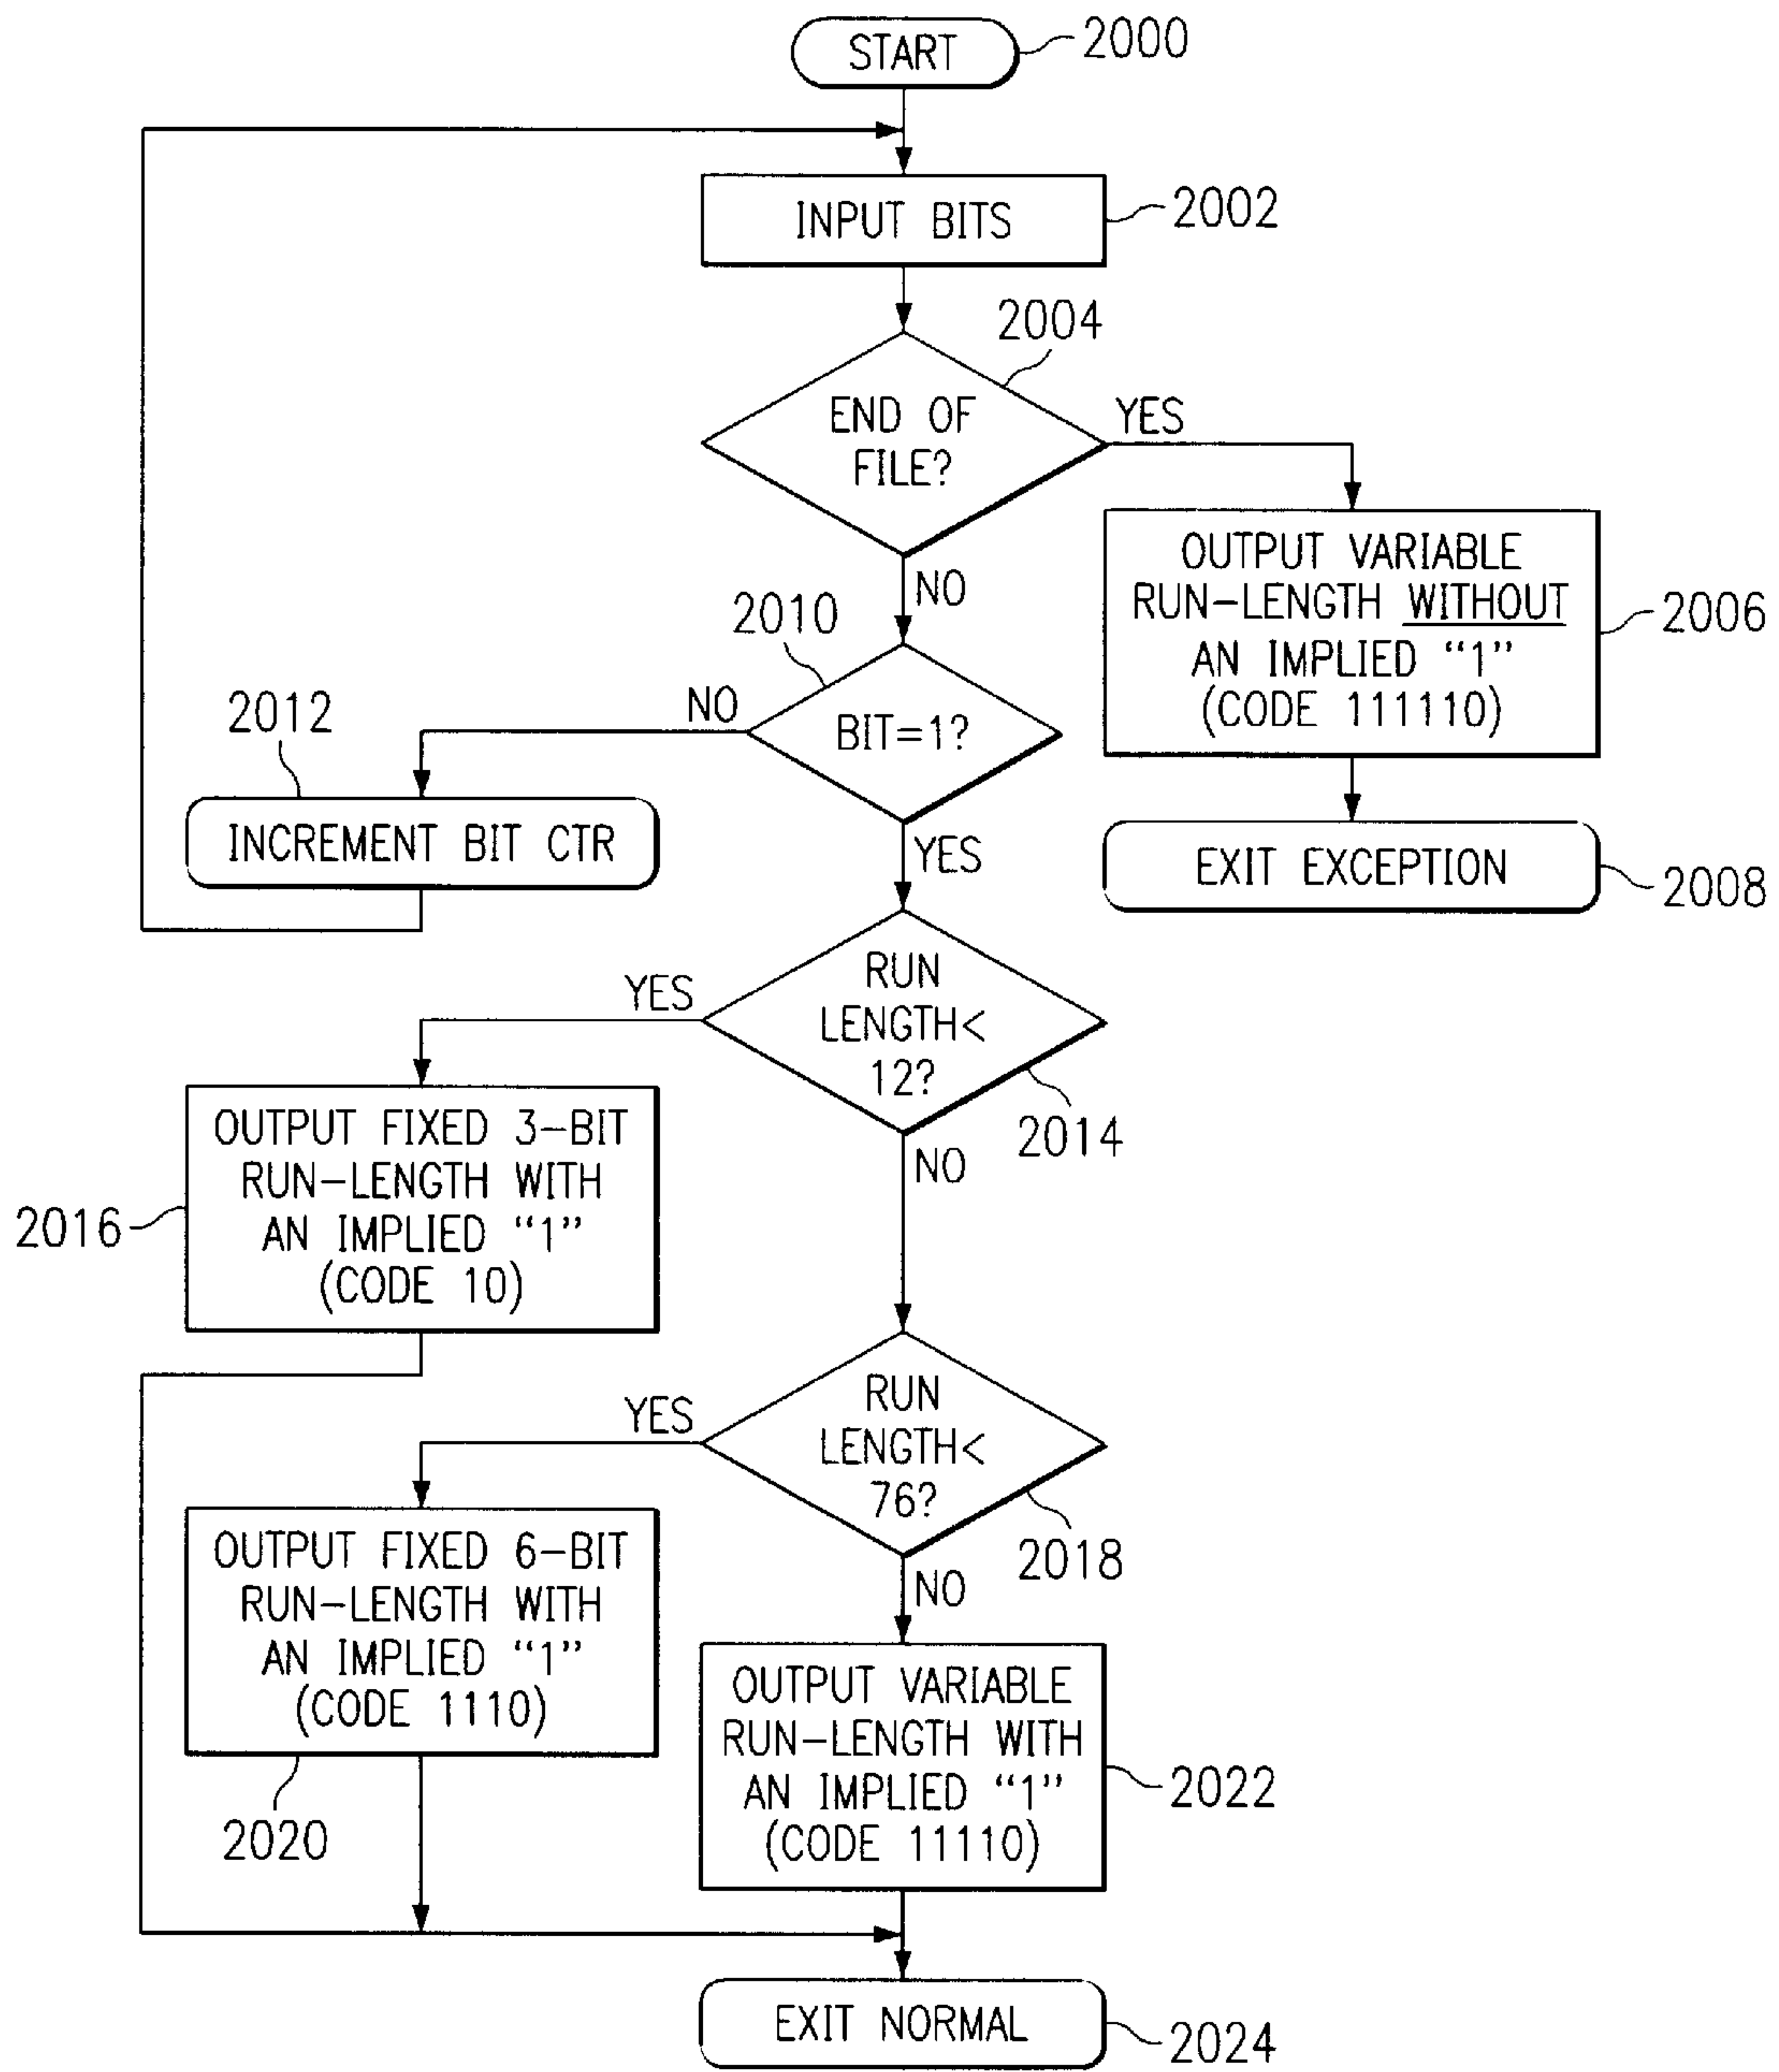 START
2000
INPUT BITS
2002
2004
END OF
FILE?
YES
NO
OUTPUT VARIABLE
RUN-LENGTH WITHOUT
AN IMPLIED “1”
(CODE 111110)
2006
EXIT EXCEPTION
2008
2010
BIT=1?
NO
YES
2012
INCREMENT BIT CTR
RUN
LENGTH<
12?
2014
YES
NO
OUTPUT FIXED 3-BIT
RUN-LENGTH WITH
AN IMPLIED “1”
(CODE 10)
2016
RUN
LENGTH<
76?
2018
YES
NO
OUTPUT FIXED 6-BIT
RUN-LENGTH WITH
AN IMPLIED “1”
(CODE 1110)
2020
OUTPUT VARIABLE
RUN-LENGTH WITH
AN IMPLIED “1”
(CODE 11110)
2022
EXIT NORMAL
2024